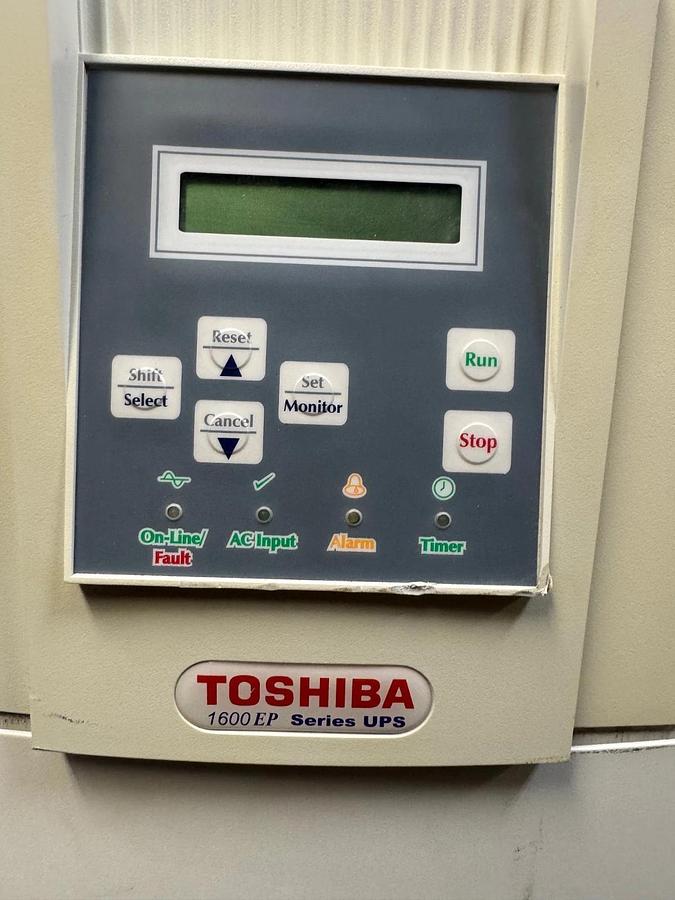 Reset
Shift
Select
Set
Monitor
Cancel
Run
Stop
On-Line/
Fault
AC Input
Alarm
Timer
TOSHIBA
1600EP Series UPS